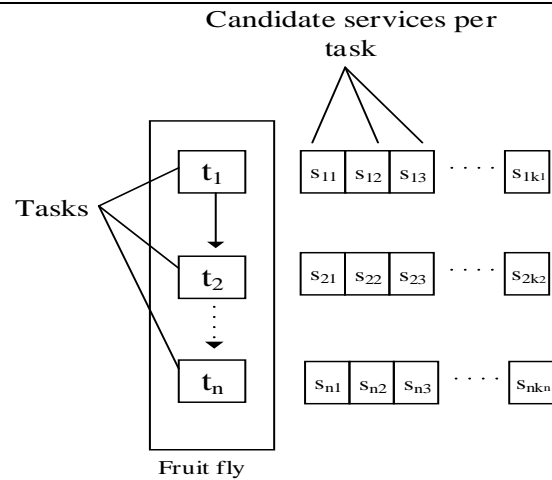 Candidate services per
task
t₁ s₁₁ s₁₂ s₁₃ . . . . s₁ₖ₁
Tasks
t₂ s₂₁ s₂₂ s₂₃ . . . . s₂ₖ₂
tₙ sₙ₁ sₙ₂ sₙ₃ . . . . sₙₖₙ
Fruit fly